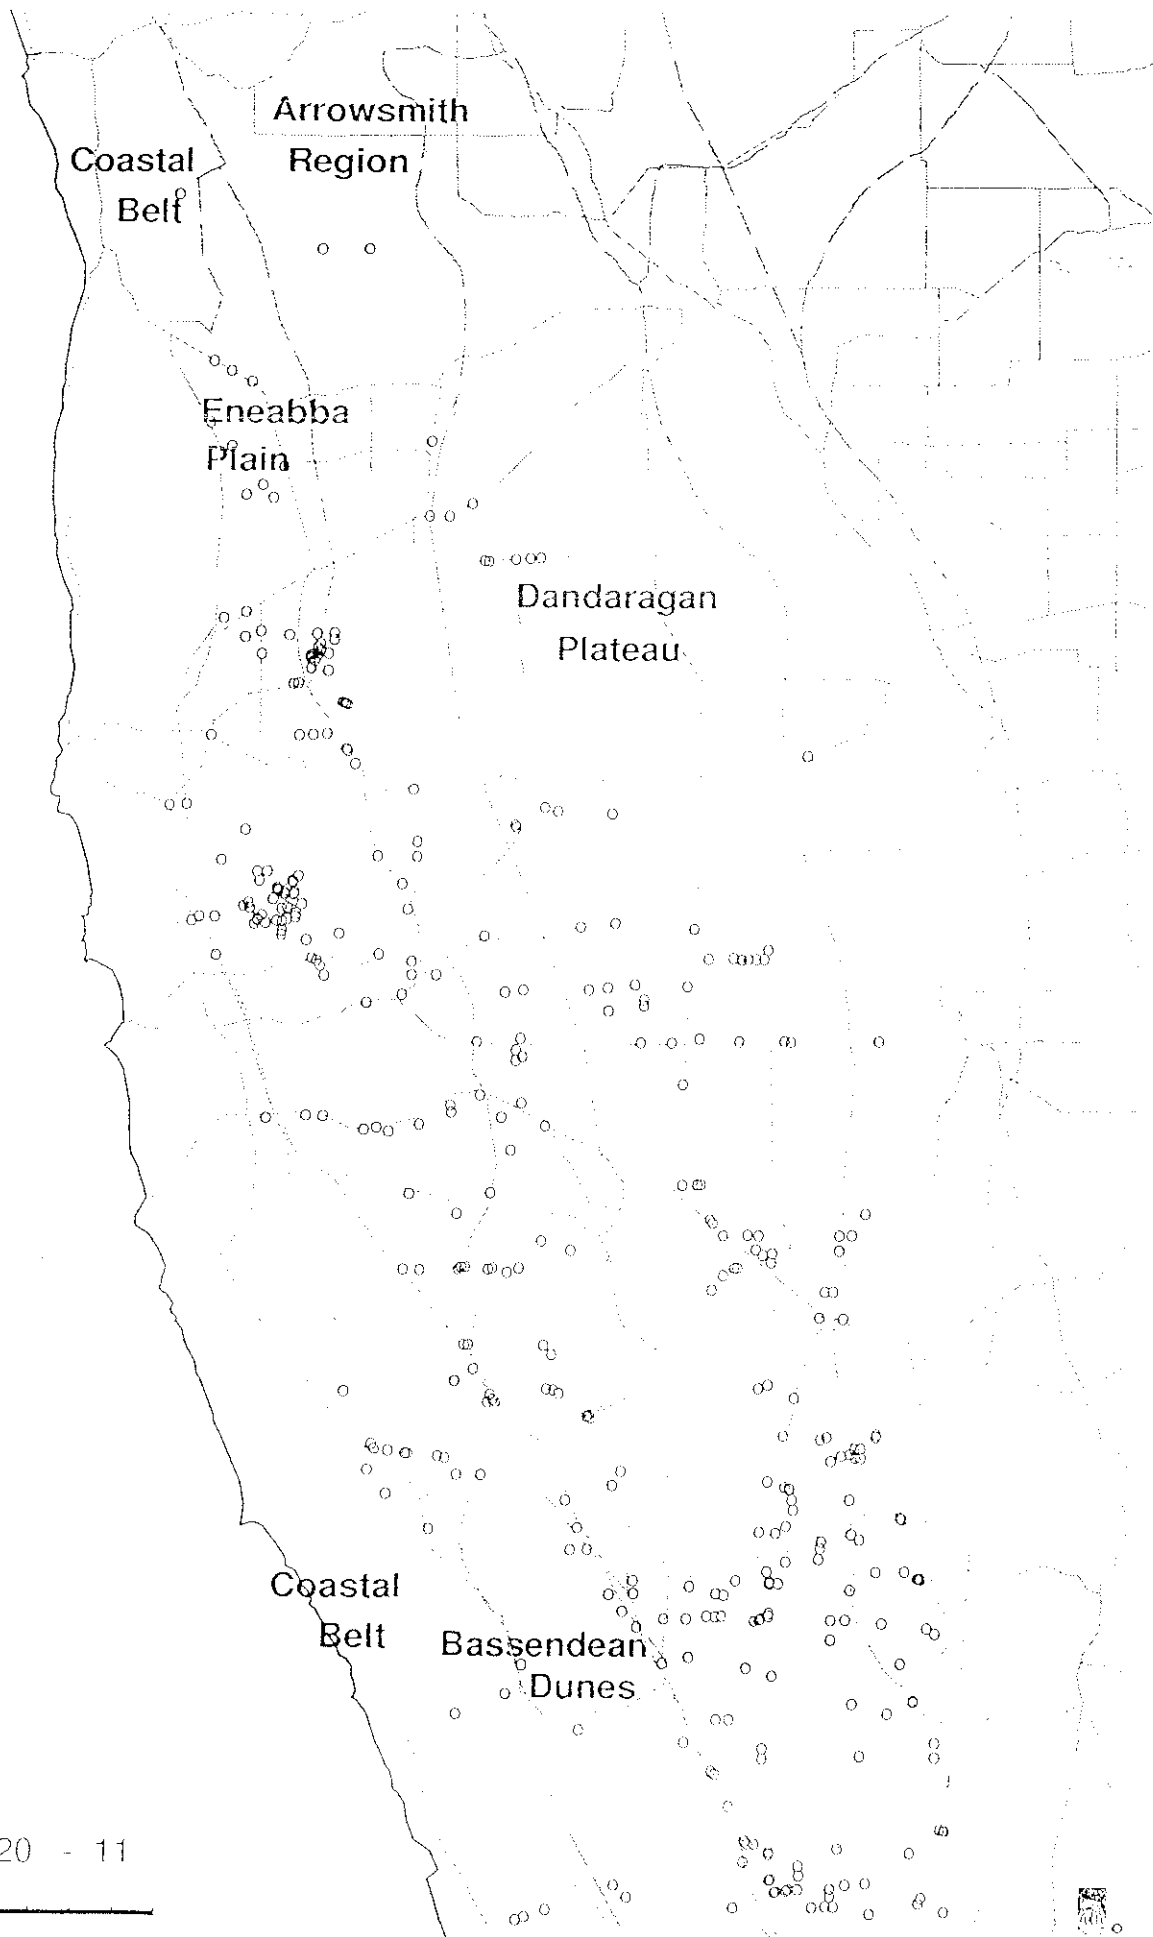 Arrowsmith
Region
Coastal
Belt
Eneabba
Plain
Dandaragan
Plateau
Coastal
Belt
Bassendean
Dunes
20 - 11